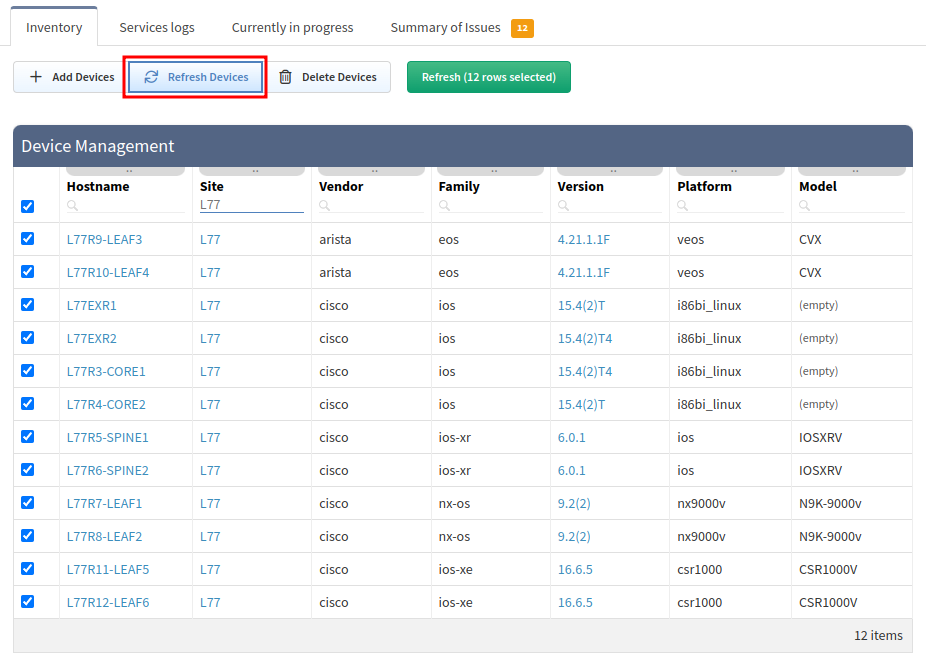 Inventory Services logs Currently in progress Summary of Issues 12
Add Devices Refresh Devices Delete Devices Refresh (12 rows selected)
Device Management
Hostname Site Vendor Family Version Platform Model
L77
L77R9-LEAF3 L77 arista eos 4.21.1.1F veos CVX
L77R10-LEAF4 L77 arista eos 4.21.1.1F veos CVX
L77EXR1 L77 cisco ios 15.4(2)T i86bi_linux (empty)
L77EXR2 L77 cisco ios 15.4(2)T4 i86bi_linux (empty)
L77R3-CORE1 L77 cisco ios 15.4(2)T4 i86bi_linux (empty)
L77R4-CORE2 L77 cisco ios 15.4(2)T i86bi_linux (empty)
L77R5-SPINE1 L77 cisco ios-xr 6.0.1 ios IOSXRV
L77R6-SPINE2 L77 cisco ios-xr 6.0.1 ios IOSXRV
L77R7-LEAF1 L77 cisco nx-os 9.2(2) nx9000v N9K-9000v
L77R8-LEAF2 L77 cisco nx-os 9.2(2) nx9000v N9K-9000v
L77R11-LEAF5 L77 cisco ios-xe 16.6.5 csr1000 CSR1000V
L77R12-LEAF6 L77 cisco ios-xe 16.6.5 csr1000 CSR1000V
12 items